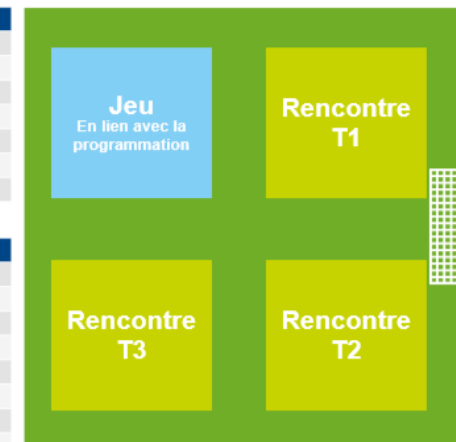 Jeu
En lien avec la
programmation
Rencontre
T1
Rencontre
T3
Rencontre
T2